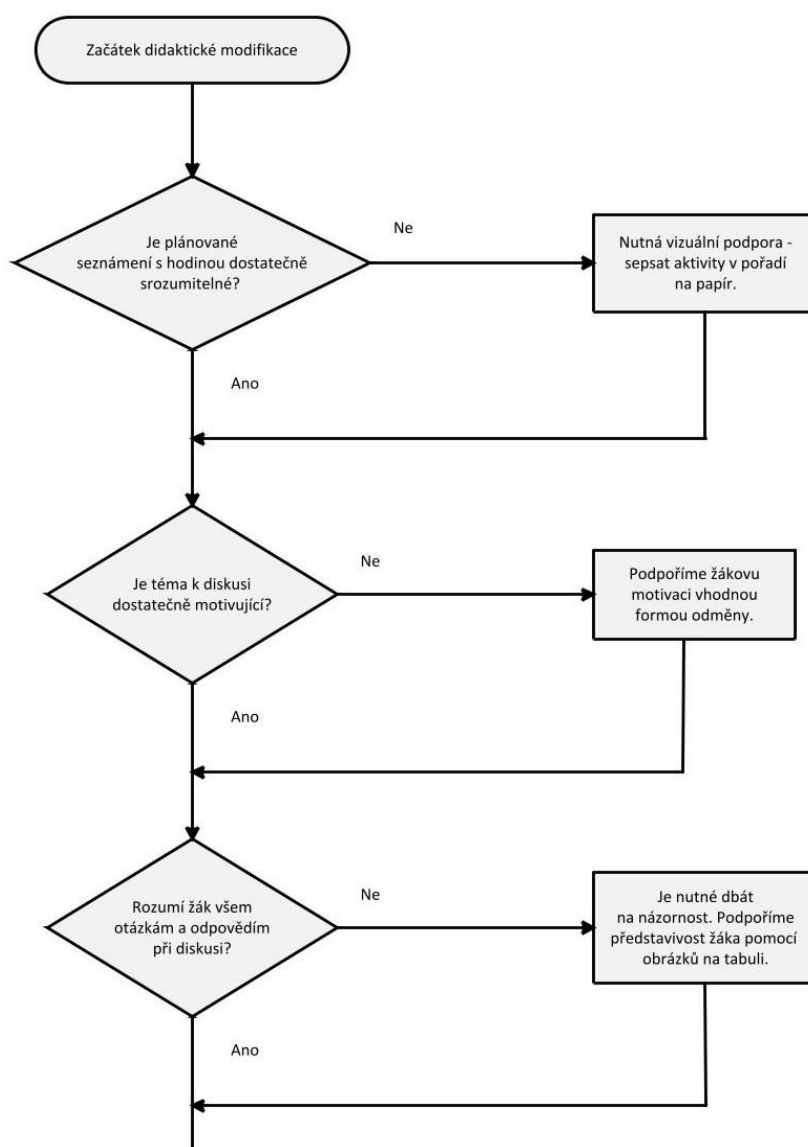 Začátek didaktické modifikace
Je plánované
seznámení s hodinou dostatečně
srozumitelné?
Ne
Nutná vizuální podpora -
sepsat aktivity v pořadí
na papír.
Ano
Je téma k diskusi
dostatečně motivující?
Ne
Podpoříme žákovu
motivaci vhodnou
formou odměny.
Ano
Rozumí žák všem
otázkám a odpovědím
při diskusi?
Ne
Je nutné dbát
na názornost. Podpoříme
představivost žáka pomocí
obrázků na tabuli.
Ano